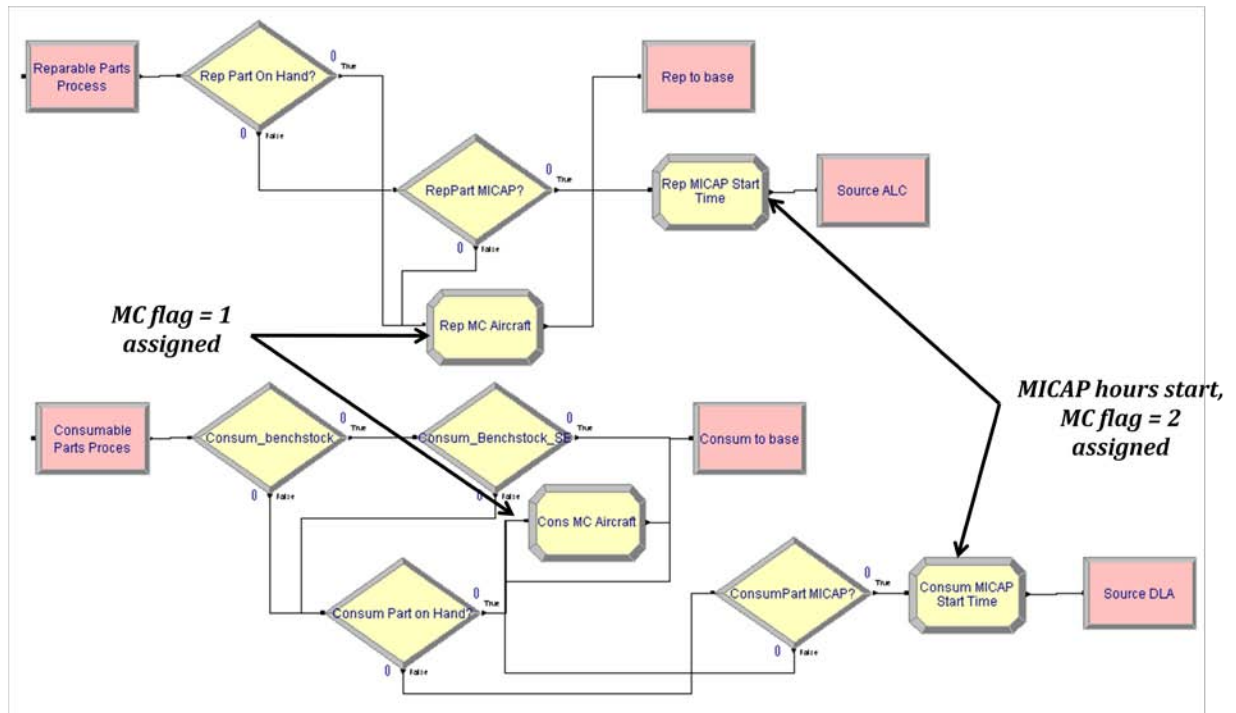 Reparable Parts
Process
Rep Part On Hand?
0
True
0
False
Rep to base
RepPart MICAP?
0
True
0
False
Rep MICAP Start
Time
Source ALC
Rep MC Aircraft
MC flag = 1
assigned
MICAP hours start,
MC flag = 2
assigned
Consumable
Parts Proces
Consum_benchstock
0
True
0
False
Consum_Benchstock_SB
0
True
0
False
Consum to base
Cons MC Aircraft
Consum Part on Hand?
0
True
0
False
ConsumPart MICAP?
0
True
0
False
Consum MICAP
Start Time
Source DLA